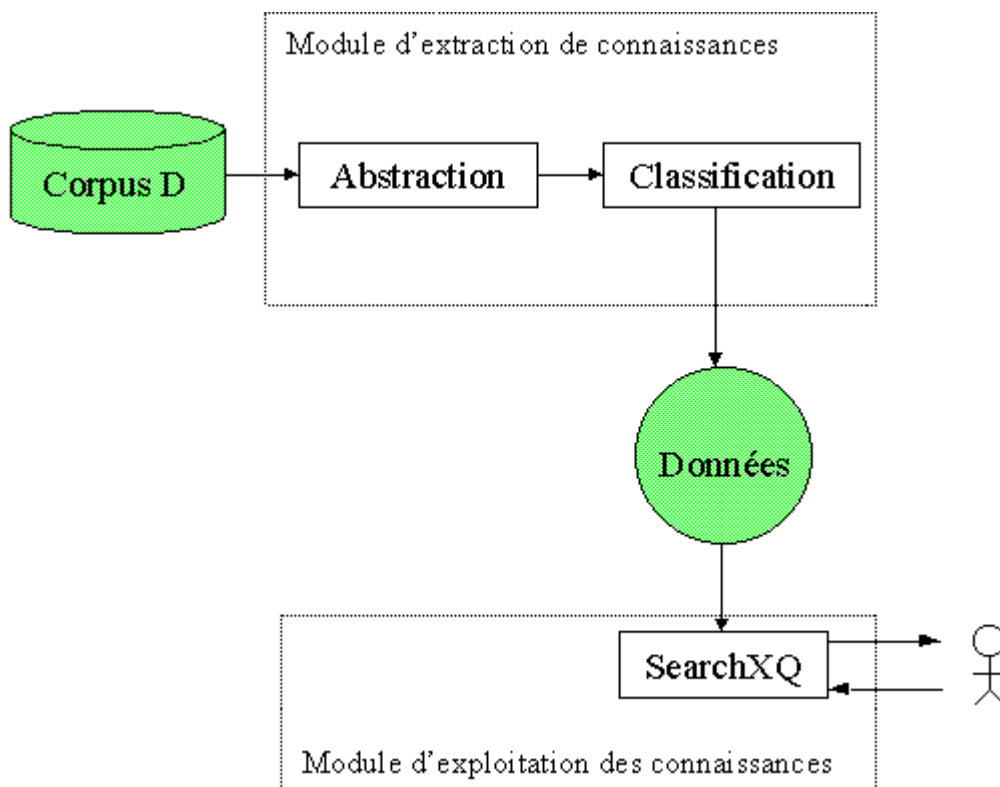 Module d'extraction de connaissances
Corpus D
Abstraction
Classification
Données
SearchXQ
Module d'exploitation des connaissances